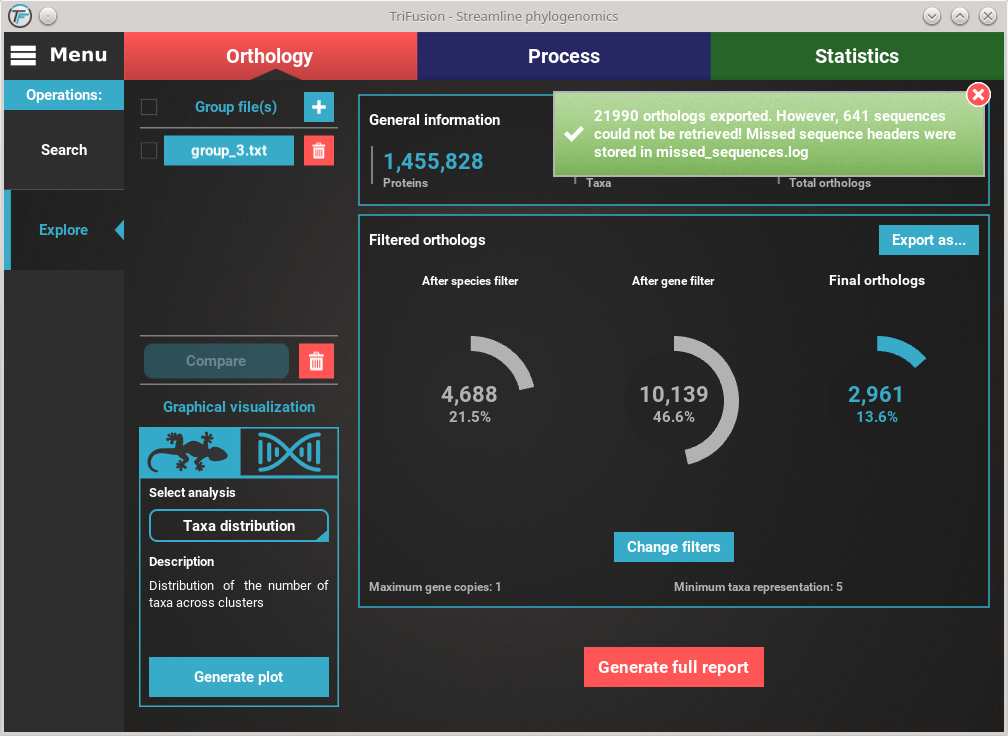 TriFusion - Streamline phylogenomics
Menu
Orthology
Process
Statistics
Operations:
Search
Explore
Group file(s)
group_3.txt
Compare
Graphical visualization
Select analysis
Taxa distribution
Description
Distribution of the number of
taxa across clusters
Generate plot
General information
1,455,828
Proteins
Taxa
Total orthologs
21990 orthologs exported. However, 641 sequences
could not be retrieved! Missed sequence headers were
stored in missed_sequences.log
Filtered orthologs
Export as...
After species filter
4,688
21.5%
After gene filter
10,139
46.6%
Final orthologs
2,961
13.6%
Change filters
Maximum gene copies: 1
Minimum taxa representation: 5
Generate full report